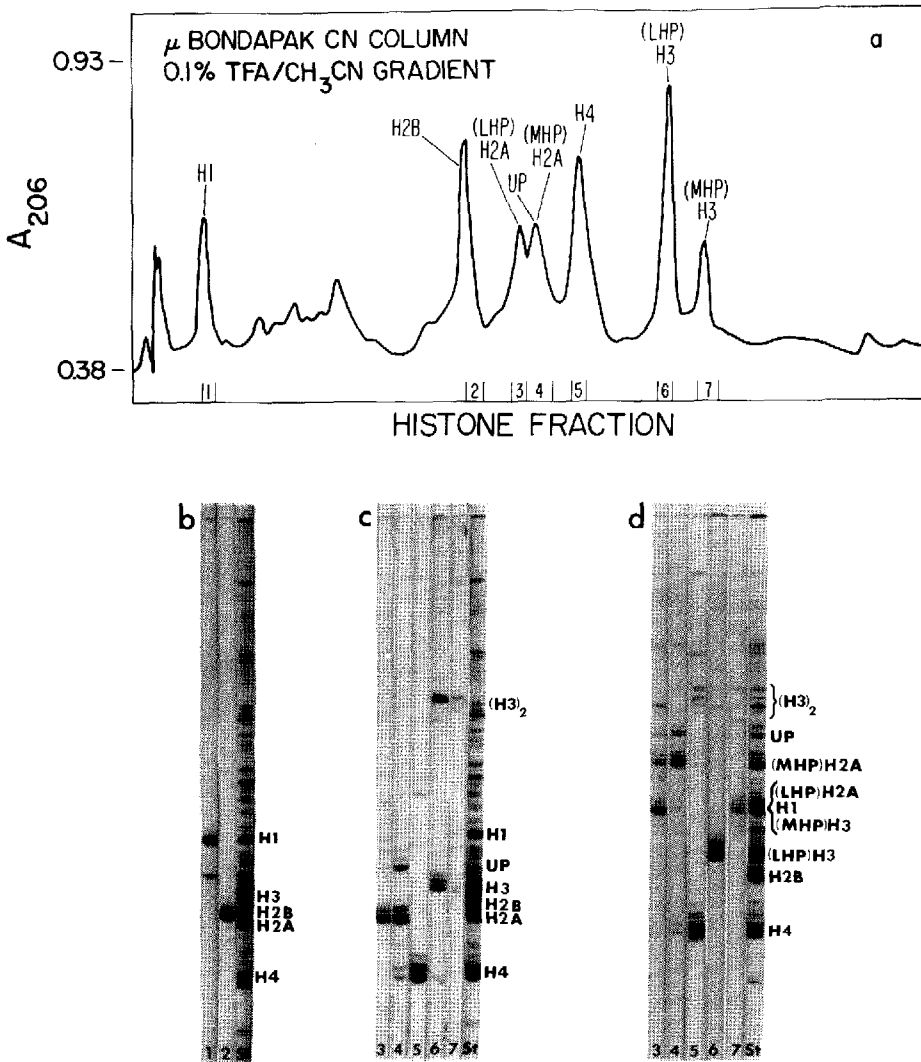 μ BONDAPAK CN COLUMN
0.1% TFA/CH₃CN GRADIENT
a
0.93
0.38
A₂₀₆
H1
H2B
(LHP) H2A
UP
(MHP) H2A
H4
(LHP) H3
(MHP) H3
1 2 3 4 5 6 7
HISTONE FRACTION
b
H1
H3
H2B
H2A
H4
1 2
c
(H3)₂
H1
UP
H3
H2B
H2A
H4
3 4 5 6 7 St
d
(H3)₂
UP
(MHP)H2A
(LHP)H2A
H1
(MHP)H3
(LHP)H3
H2B
H4
3 4 5 6 7 St